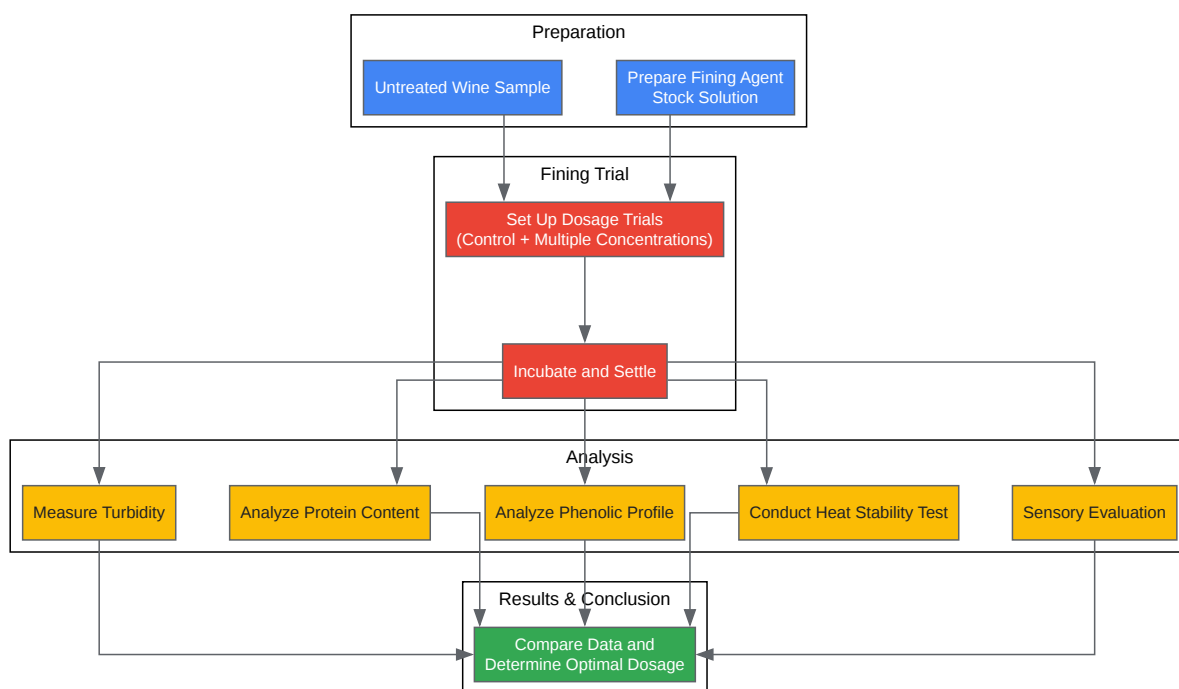 Preparation
Untreated Wine Sample
Prepare Fining Agent
Stock Solution
Fining Trial
Set Up Dosage Trials
(Control + Multiple Concentrations)
Incubate and Settle
Analysis
Measure Turbidity
Analyze Protein Content
Analyze Phenolic Profile
Conduct Heat Stability Test
Sensory Evaluation
Results & Conclusion
Compare Data and
Determine Optimal Dosage